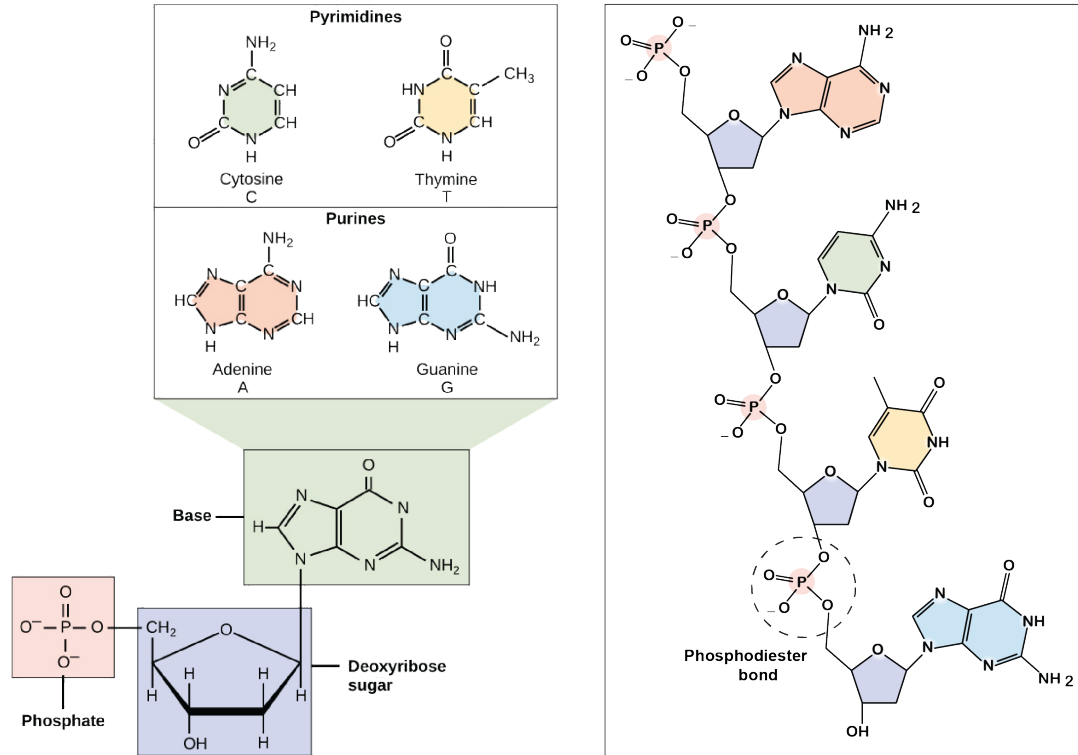 Pyrimidines
NH2
C
N
CH
C
CH
O
N
H
Cytosine
C
O
C
CH3
HN
C
C
CH
O
N
H
Thymine
T
Purines
NH2
N
C
C
N
HC
C
CH
N
N
H
Adenine
A
O
N
C
C
NH
HC
C
C
N
N
NH2
H
Guanine
G
O
N
N
Base
H
N
N
NH2
O
O– P O
O–
Phosphate
CH2
O
H
H
H
H
OH
H
Deoxyribose
sugar
O –
O P
– O
O
NH 2
N
N
N
N
O
O
O P
– O
O
NH 2
N
N
O
O
O
O P
– O
O
O
NH
N
O
O
O
O P
– O
O
Phosphodiester
bond
O
N
NH
N
N
NH 2
O
OH